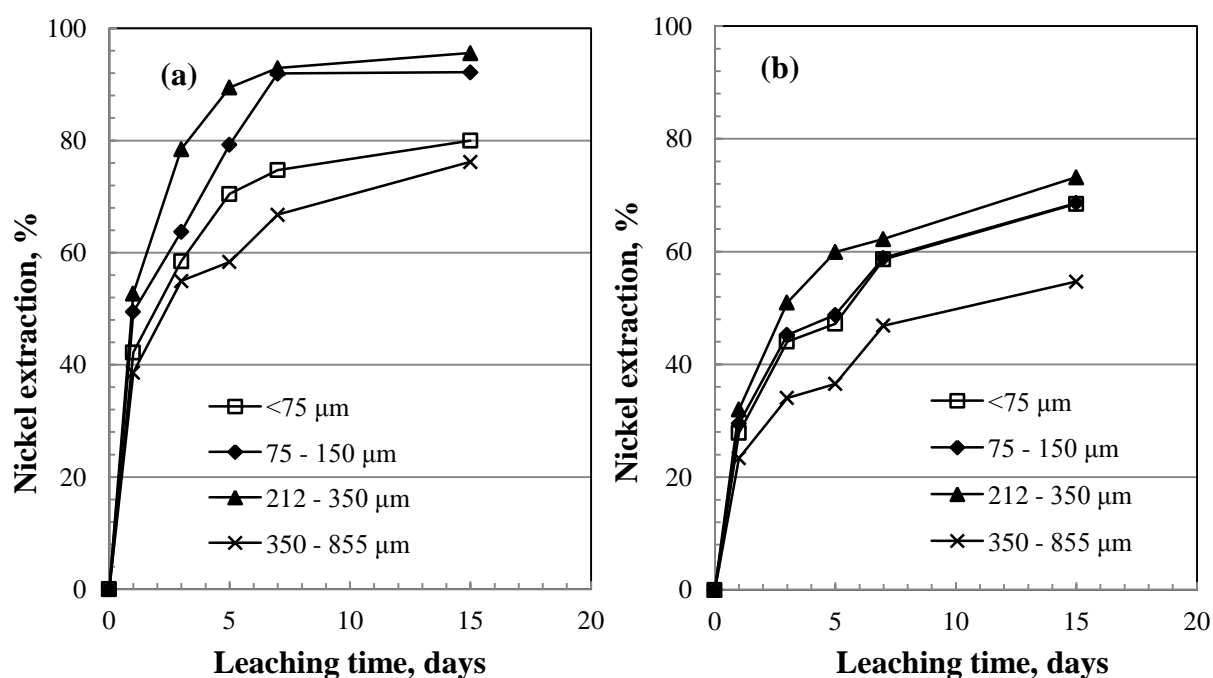 100
80
60
40
20
0
Nickel extraction, %
(a)
<75 μm
75 - 150 μm
212 - 350 μm
350 - 855 μm
0 5 10 15 20
Leaching time, days
100
80
60
40
20
0
Nickel extraction, %
(b)
<75 μm
75 - 150 μm
212 - 350 μm
350 - 855 μm
0 5 10 15 20
Leaching time, days